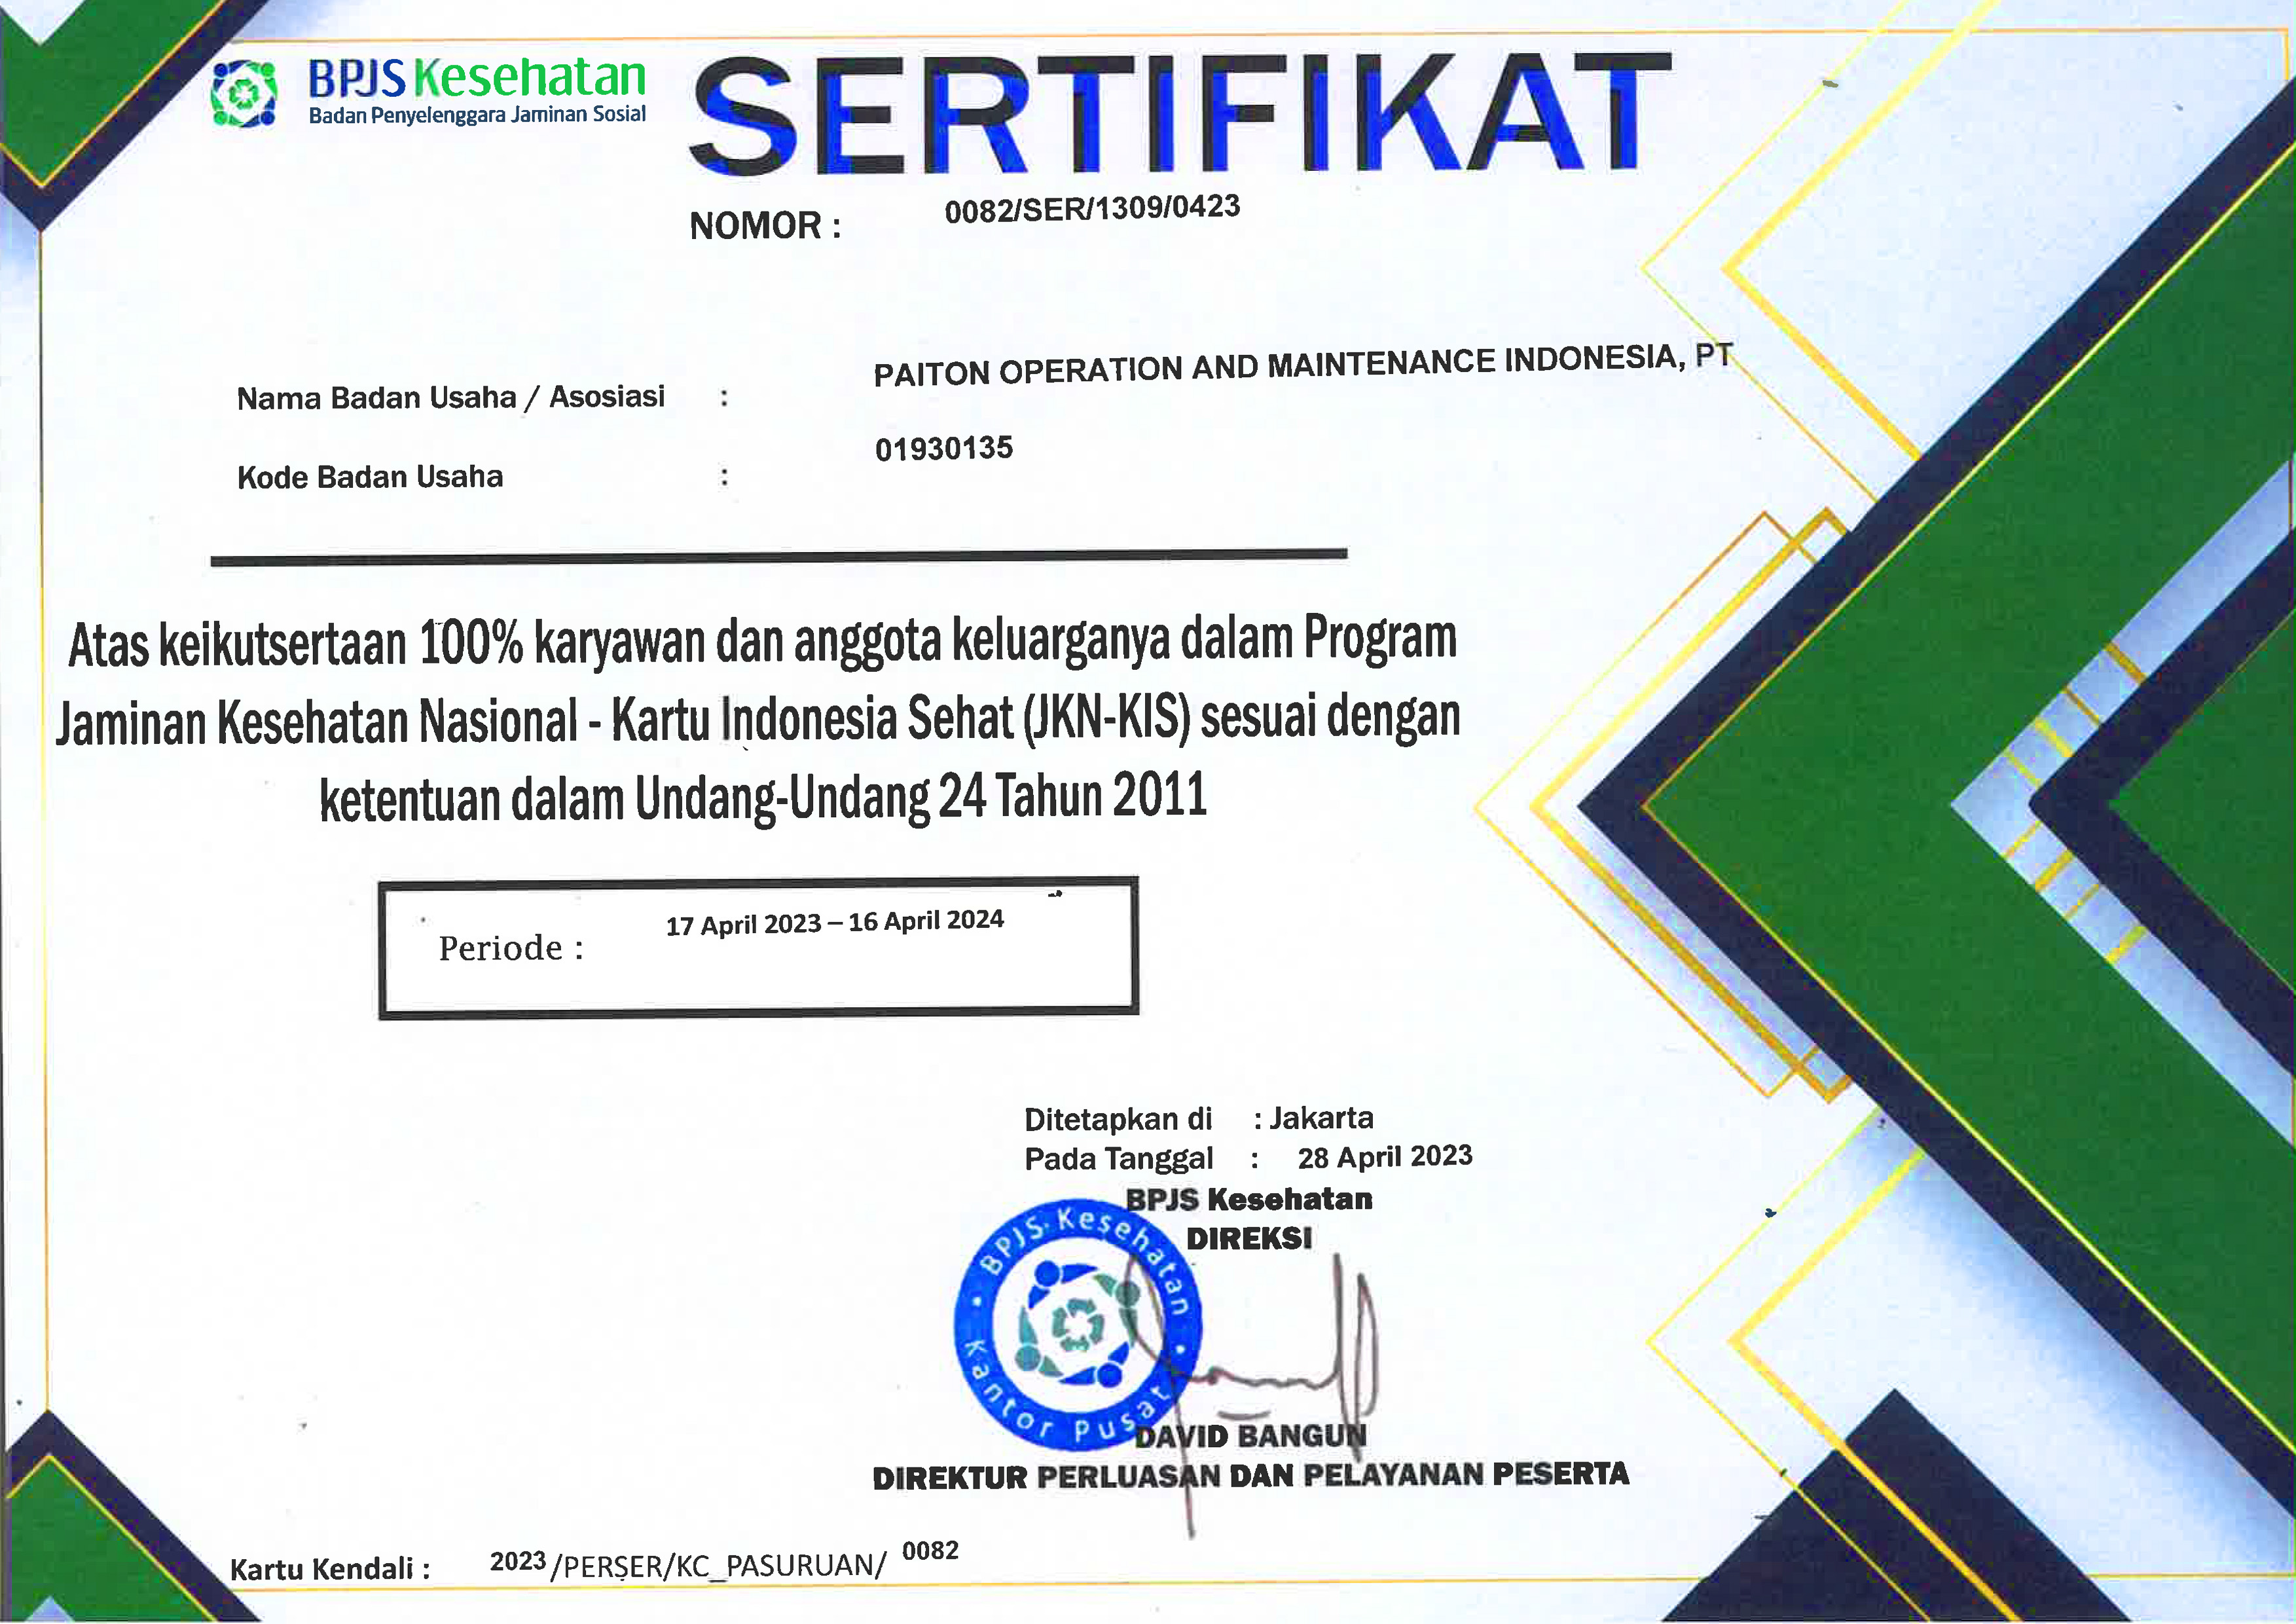 BPJS Kesehatan
Badan Penyelenggara Jaminan Sosial
SERTIFIKAT
NOMOR : 0082/SER/1309/0423
Nama Badan Usaha / Asosiasi : PAITON OPERATION AND MAINTENANCE INDONESIA, PT
Kode Badan Usaha : 01930135
Atas keikutsertaan 100% karyawan dan anggota keluarganya dalam Program
Jaminan Kesehatan Nasional - Kartu Indonesia Sehat (JKN-KIS) sesuai dengan
ketentuan dalam Undang-Undang 24 Tahun 2011
Periode : 17 April 2023 – 16 April 2024
Ditetapkan di : Jakarta
Pada Tanggal : 28 April 2023
BPJS Kesehatan
DIREKSI
BPJS Kesehatan
Kantor Pusat
DAVID BANGUN
DIREKTUR PERLUASAN DAN PELAYANAN PESERTA
Kartu Kendali : 2023/PERSER/KC_PASURUAN/ 0082